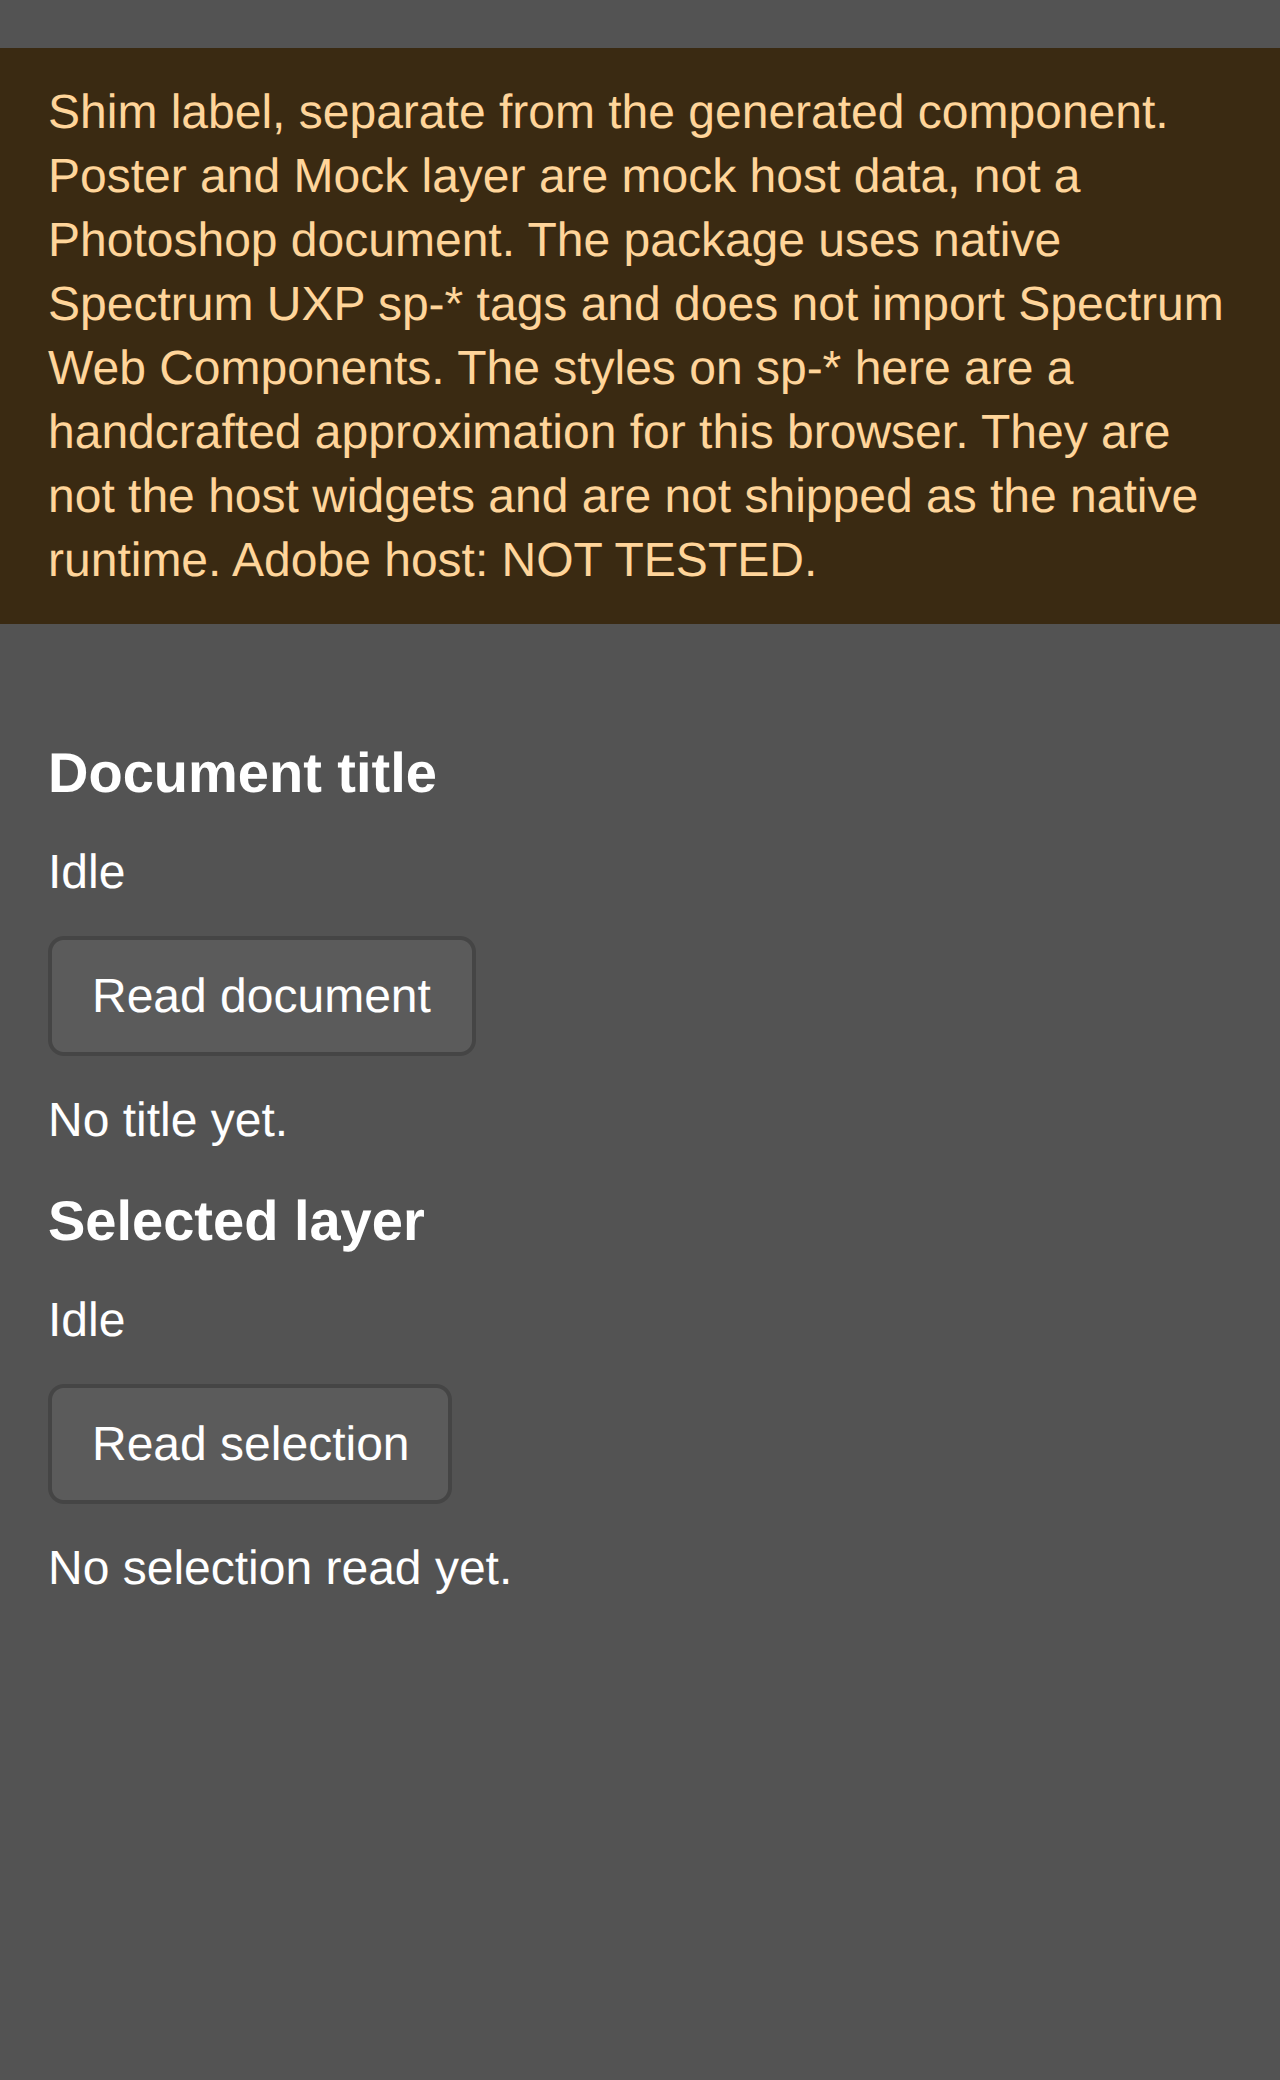 Shim label, separate from the generated component.
Poster and Mock layer are mock host data, not a
Photoshop document. The package uses native
Spectrum UXP sp-* tags and does not import Spectrum
Web Components. The styles on sp-* here are a
handcrafted approximation for this browser. They are
not the host widgets and are not shipped as the native
runtime. Adobe host: NOT TESTED.
Document title
Idle
Read document
No title yet.
Selected layer
Idle
Read selection
No selection read yet.